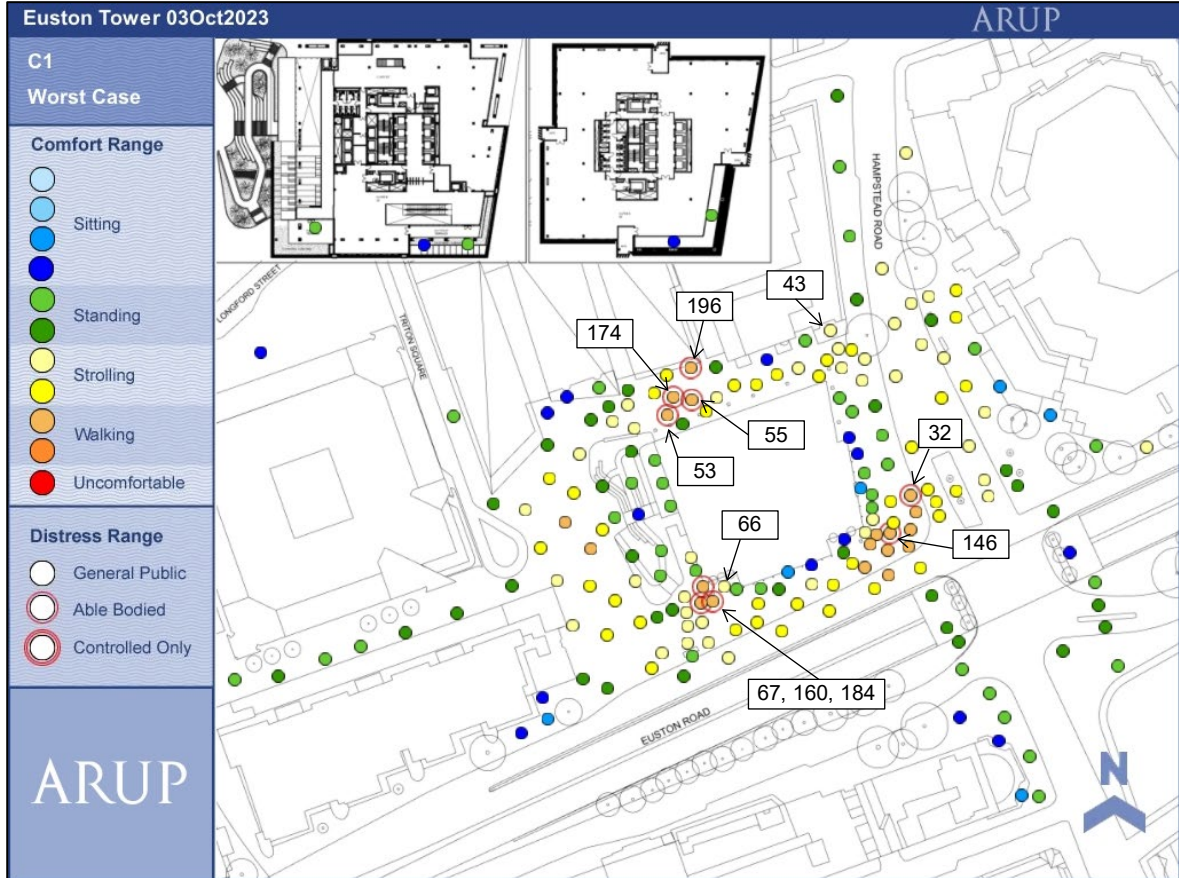 Euston Tower 03Oct2023
ARUP
C1
Worst Case
Comfort Range
Sitting
Standing
Strolling
Walking
Uncomfortable
Distress Range
General Public
Able Bodied
Controlled Only
ARUP
LONGFORD STREET
TRITON SQUARE
HAMPSTEAD ROAD
43
196
174
55
53
32
146
66
67, 160, 184
EUSTON ROAD
N